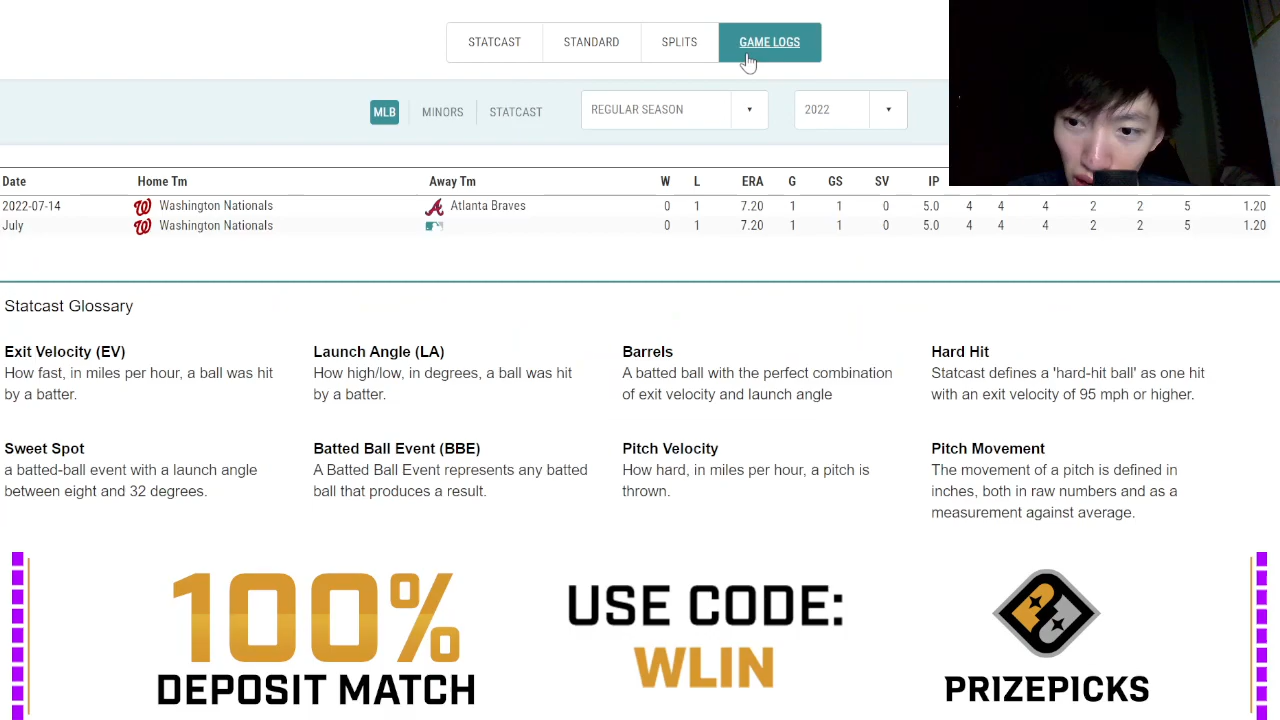 STATCAST STANDARD SPLITS GAME LOGS
MLB MINORS STATCAST REGULAR SEASON 2022
Date Home Tm Away Tm W L ERA G GS SV IP
2022-07-14 Washington Nationals Atlanta Braves 0 1 7.20 1 1 0 5.0 4 4 4 2 2 5 1.20
July Washington Nationals 0 1 7.20 1 1 0 5.0 4 4 4 2 2 5 1.20
Statcast Glossary
Exit Velocity (EV)
How fast, in miles per hour, a ball was hit
by a batter.
Launch Angle (LA)
How high/low, in degrees, a ball was hit
by a batter.
Barrels
A batted ball with the perfect combination
of exit velocity and launch angle
Hard Hit
Statcast defines a 'hard-hit ball' as one hit
with an exit velocity of 95 mph or higher.
Sweet Spot
a batted-ball event with a launch angle
between eight and 32 degrees.
Batted Ball Event (BBE)
A Batted Ball Event represents any batted
ball that produces a result.
Pitch Velocity
How hard, in miles per hour, a pitch is
thrown.
Pitch Movement
The movement of a pitch is defined in
inches, both in raw numbers and as a
measurement against average.
100%
DEPOSIT MATCH
USE CODE:
WLIN
PRIZEPICKS